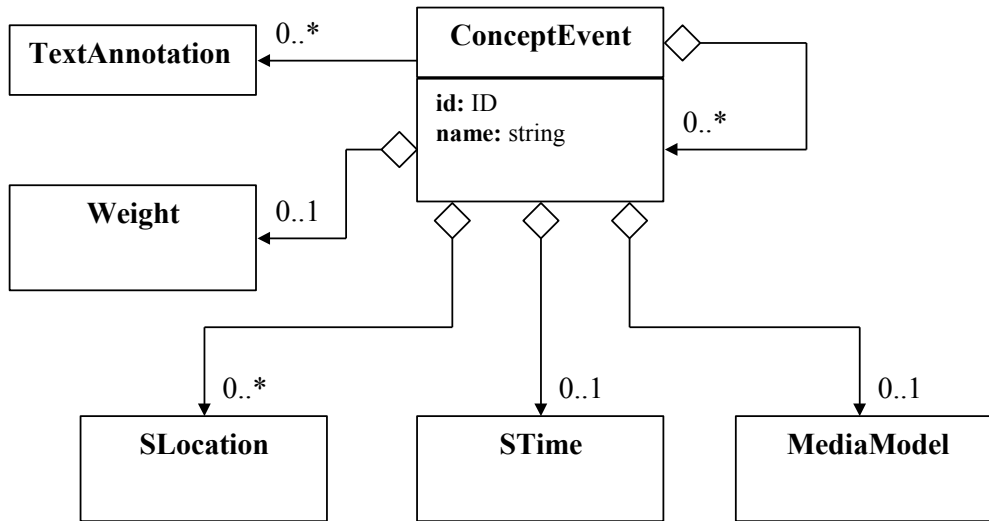 0..*
ConceptEvent
TextAnnotation
id: ID
name: string
0..*
Weight
0..1
0..*
0..1
0..1
SLocation
STime
MediaModel